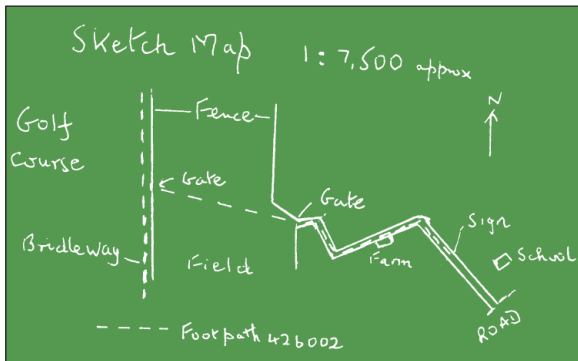 Sketch Map
1:7,500 approx
N
Golf
Course
Fence
Gate
Gate
Sign
School
Bridleway
Field
Farm
ROAD
Footpath 426002